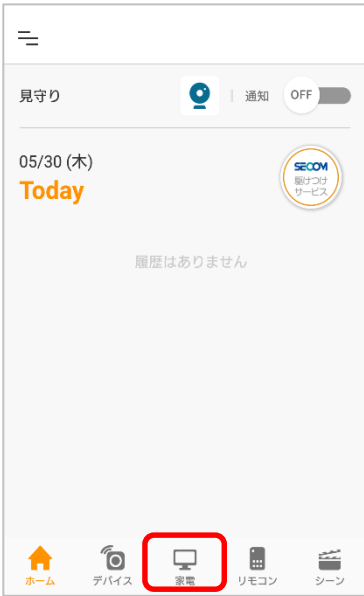 見守り 通知 OFF
05/30 (木)
Today
SECOM
駆けつけ
サービス
履歴はありません
ホーム デバイス 家電 リモコン シーン